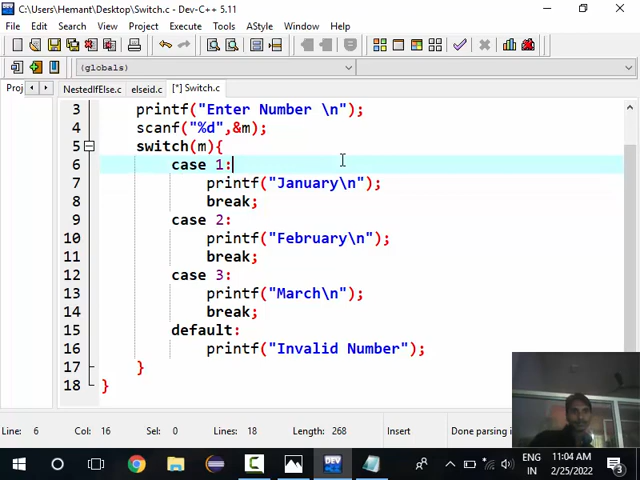 C:\Users\Hemant\Desktop\Switch.c - Dev-C++ 5.11
File Edit Search View Project Execute Tools AStyle Window Help
(globals)
Proj NestedIfElse.c elseid.c [*] Switch.c
3 printf("Enter Number \n");
4 scanf("%d",&m);
5 switch(m){
6 case 1:
7 printf("January\n");
8 break;
9 case 2:
10 printf("February\n");
11 break;
12 case 3:
13 printf("March\n");
14 break;
15 default:
16 printf("Invalid Number");
17 }
18 }
Line: 6 Col: 16 Sel: 0 Lines: 18 Length: 268 Insert Done parsing i
DEV
ENG
IN
11:04 AM
2/25/2022
3